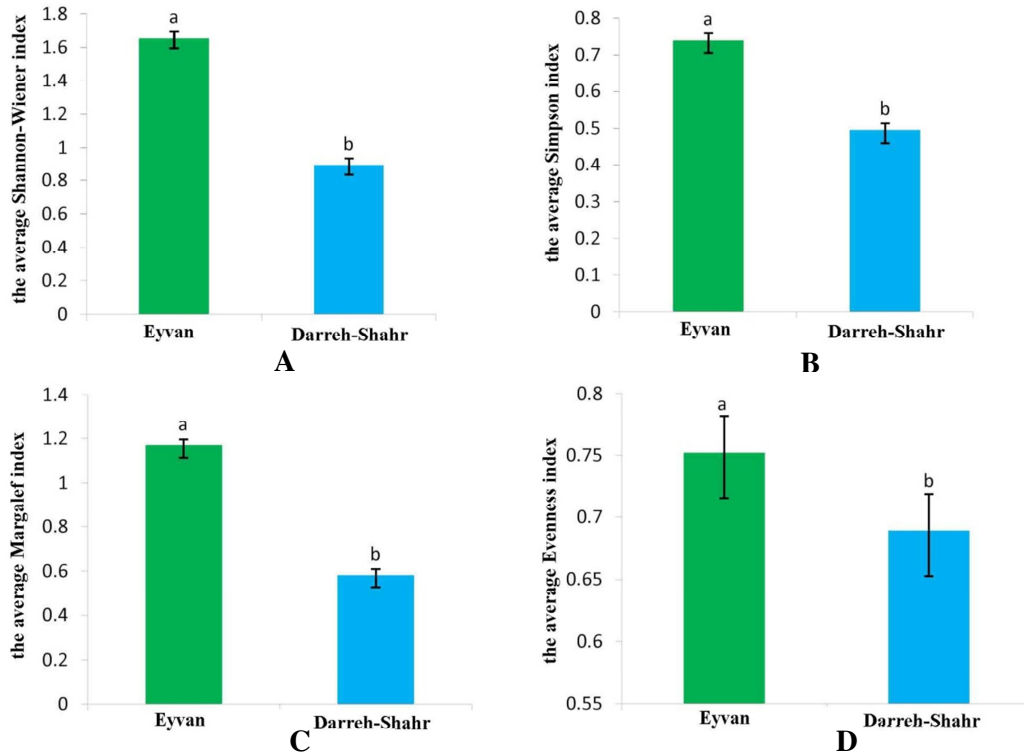 the average Shannon-Wiener index
1.8
1.6
1.4
1.2
1
0.8
0.6
0.4
0.2
0
a
b
Eyvan
Darreh-Shahr
A
the average Simpson index
0.8
0.7
0.6
0.5
0.4
0.3
0.2
0.1
0
a
b
Eyvan
Darreh-Shahr
B
the average Margalef index
1.4
1.2
1
0.8
0.6
0.4
0.2
0
a
b
Eyvan
Darreh-Shahr
C
the average Evenness index
0.8
0.75
0.7
0.65
0.6
0.55
a
b
Eyvan
Darreh-Shahr
D